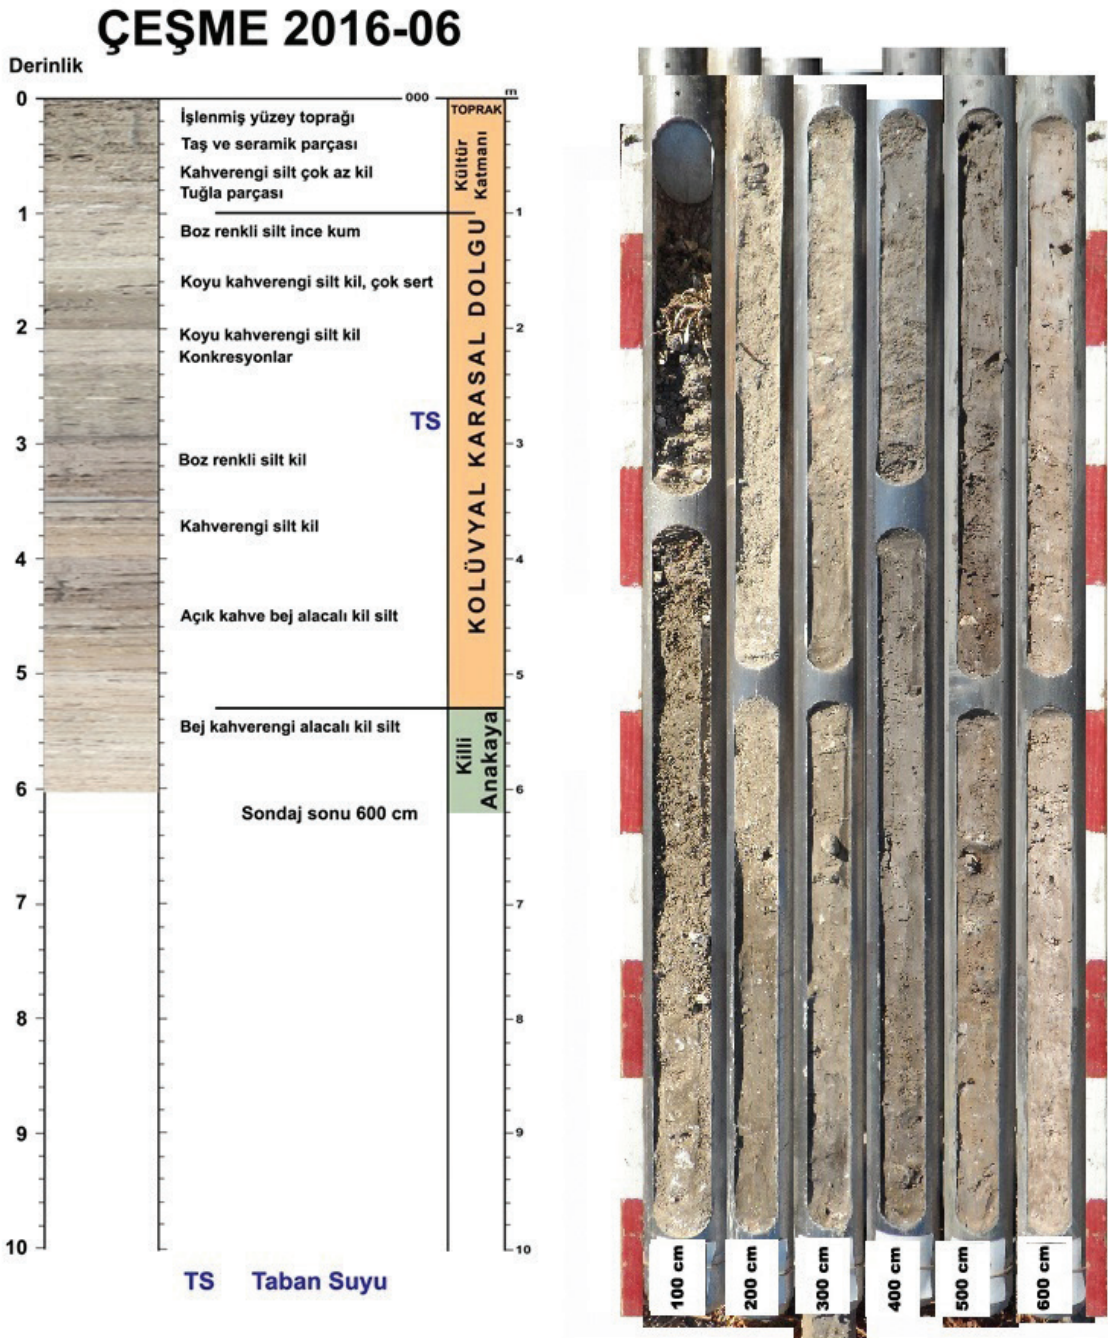 ÇEŞME 2016-06
Derinlik
m
0
000
TOPRAK
İşlenmiş yüzey toprağı
Taş ve seramik parçası
Kültür
Katmanı
Kahverengi silt çok az kil
Tuğla parçası
1
1
Boz renkli silt ince kum
Koyu kahverengi silt kil, çok sert
2
2
Koyu kahverengi silt kil
Konkresyonlar
KOLÜVYAL KARASAL DOLGU
TS
3
3
Boz renkli silt kil
Kahverengi silt kil
4
4
Açık kahve bej alacalı kil silt
5
5
Bej kahverengi alacalı kil silt
Killi
Anakaya
6
6
Sondaj sonu 600 cm
7
7
8
8
9
9
10
10
TS Taban Suyu
100 cm
200 cm
300 cm
400 cm
500 cm
600 cm